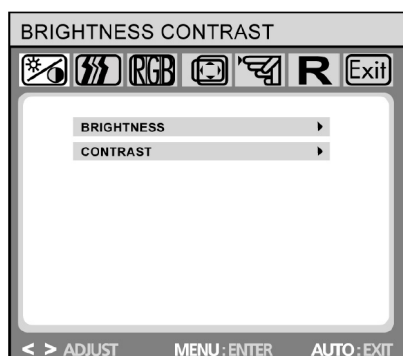 BRIGHTNESS CONTRAST
RGB R Exit
BRIGHTNESS
CONTRAST
< > ADJUST MENU : ENTER AUTO : EXIT